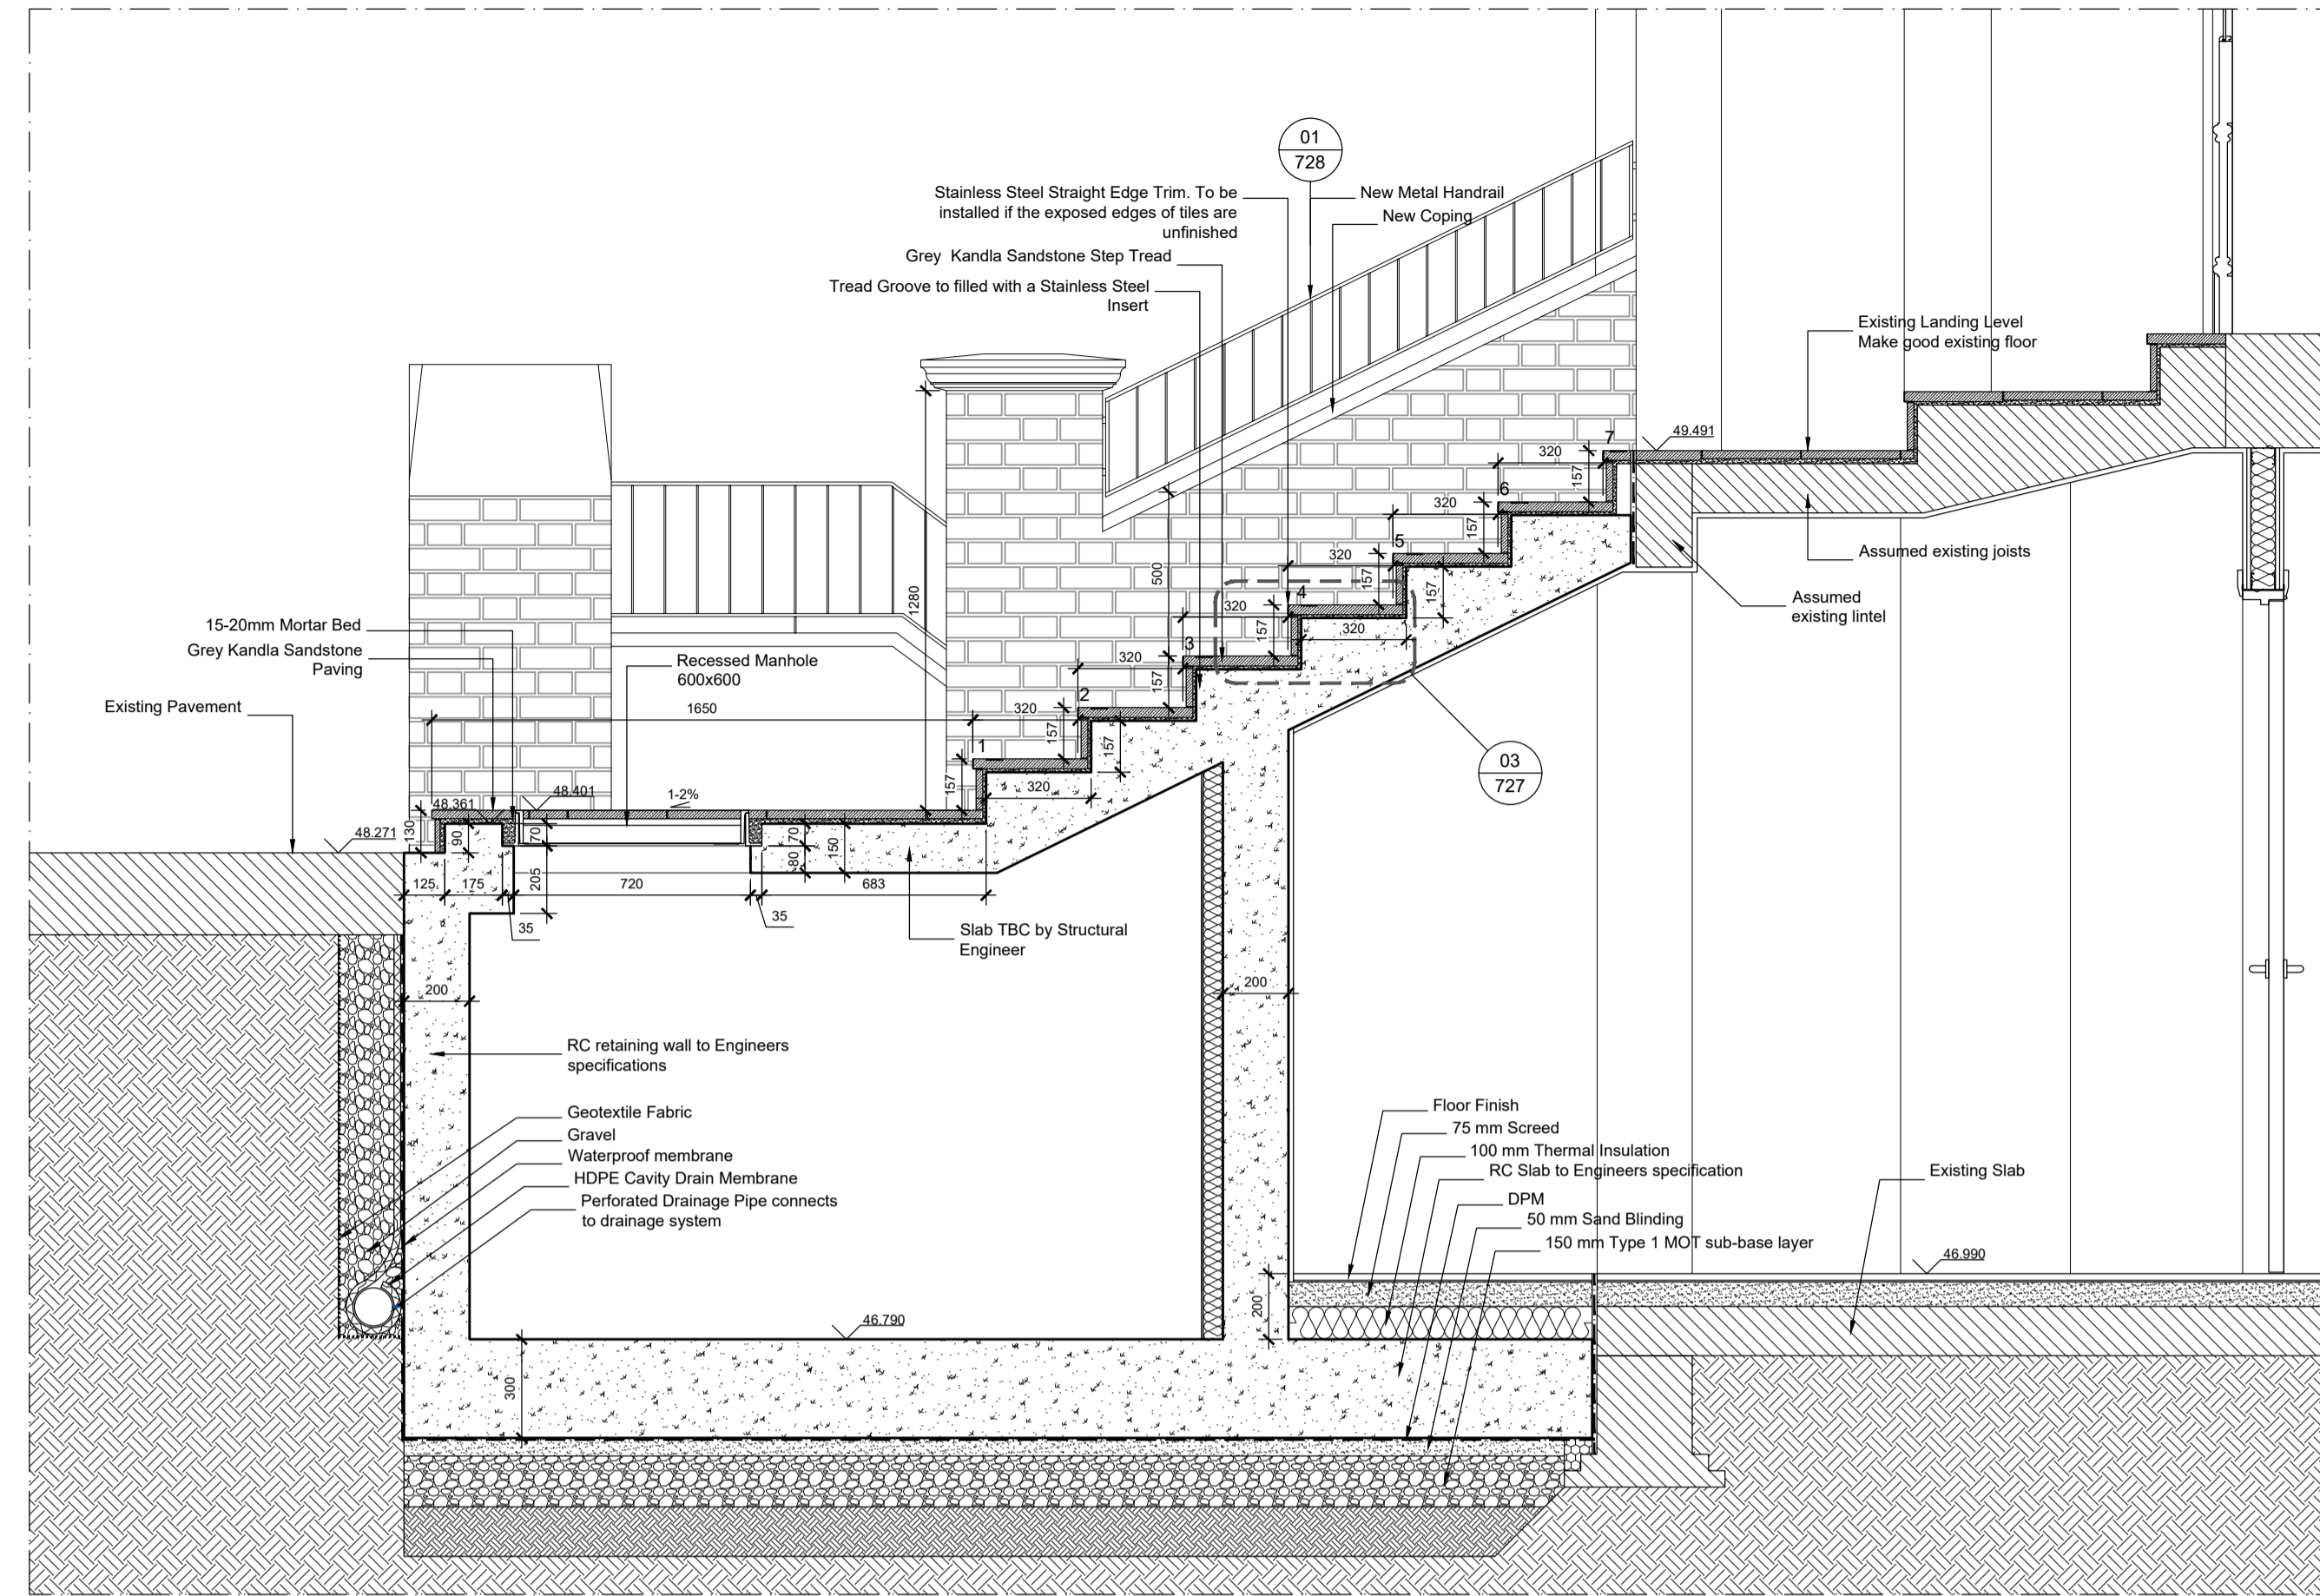 01
728
Stainless Steel Straight Edge Trim. To be
installed if the exposed edges of tiles are
unfinished
New Metal Handrail
New Coping
Grey Kandla Sandstone Step Tread
Tread Groove to filled with a Stainless Steel
Insert
Existing Landing Level
Make good existing floor
49.491
7
320
157
6
320
157
5
320
157
157
Assumed existing joists
500
1280
4
320
157
320
Assumed
existing lintel
15-20mm Mortar Bed
Grey Kandla Sandstone
Paving
Recessed Manhole
600x600
3
320
157
Existing Pavement
1650
2
320
157
157
1
157
320
03
727
48.361
48.401
1-2%
48.271
130
90
70
70
80
150
125
175
205
720
683
35
35
Slab TBC by Structural
Engineer
200
200
RC retaining wall to Engineers
specifications
Geotextile Fabric
Gravel
Waterproof membrane
HDPE Cavity Drain Membrane
Perforated Drainage Pipe connects
to drainage system
Floor Finish
75 mm Screed
100 mm Thermal Insulation
RC Slab to Engineers specification
DPM
50 mm Sand Blinding
150 mm Type 1 MOT sub-base layer
Existing Slab
46.990
200
46.790
300